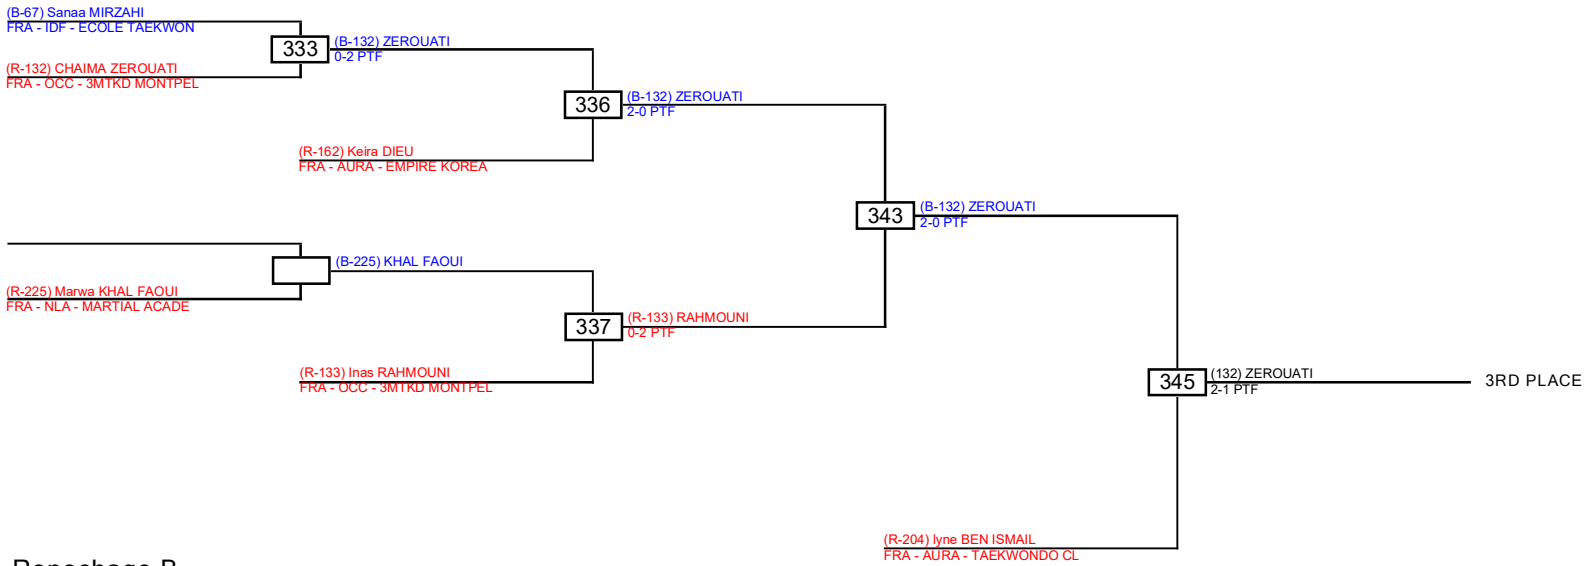 (B-67) Sanaa MIRZAHI
FRA - IDF - ECOLE TAEKWON
333
(B-132) ZEROUATI
0-2 PTF
(R-132) CHAIMA ZEROUATI
FRA - OCC - 3MTKD MONTPEL
336
(B-132) ZEROUATI
2-0 PTF
(R-162) Keira DIEU
FRA - AURA - EMPIRE KOREA
343
(B-132) ZEROUATI
2-0 PTF
(B-225) KHAL FAOUI
(R-225) Marwa KHAL FAOUI
FRA - NLA - MARTIAL ACADE
337
(R-133) RAHMOUNI
0-2 PTF
(R-133) Inas RAHMOUNI
FRA - OCC - 3MTKD MONTPEL
345
(132) ZEROUATI
2-1 PTF
3RD PLACE
(R-204) Iyne BEN ISMAIL
FRA - AURA - TAEKWONDO CL
Repechage B